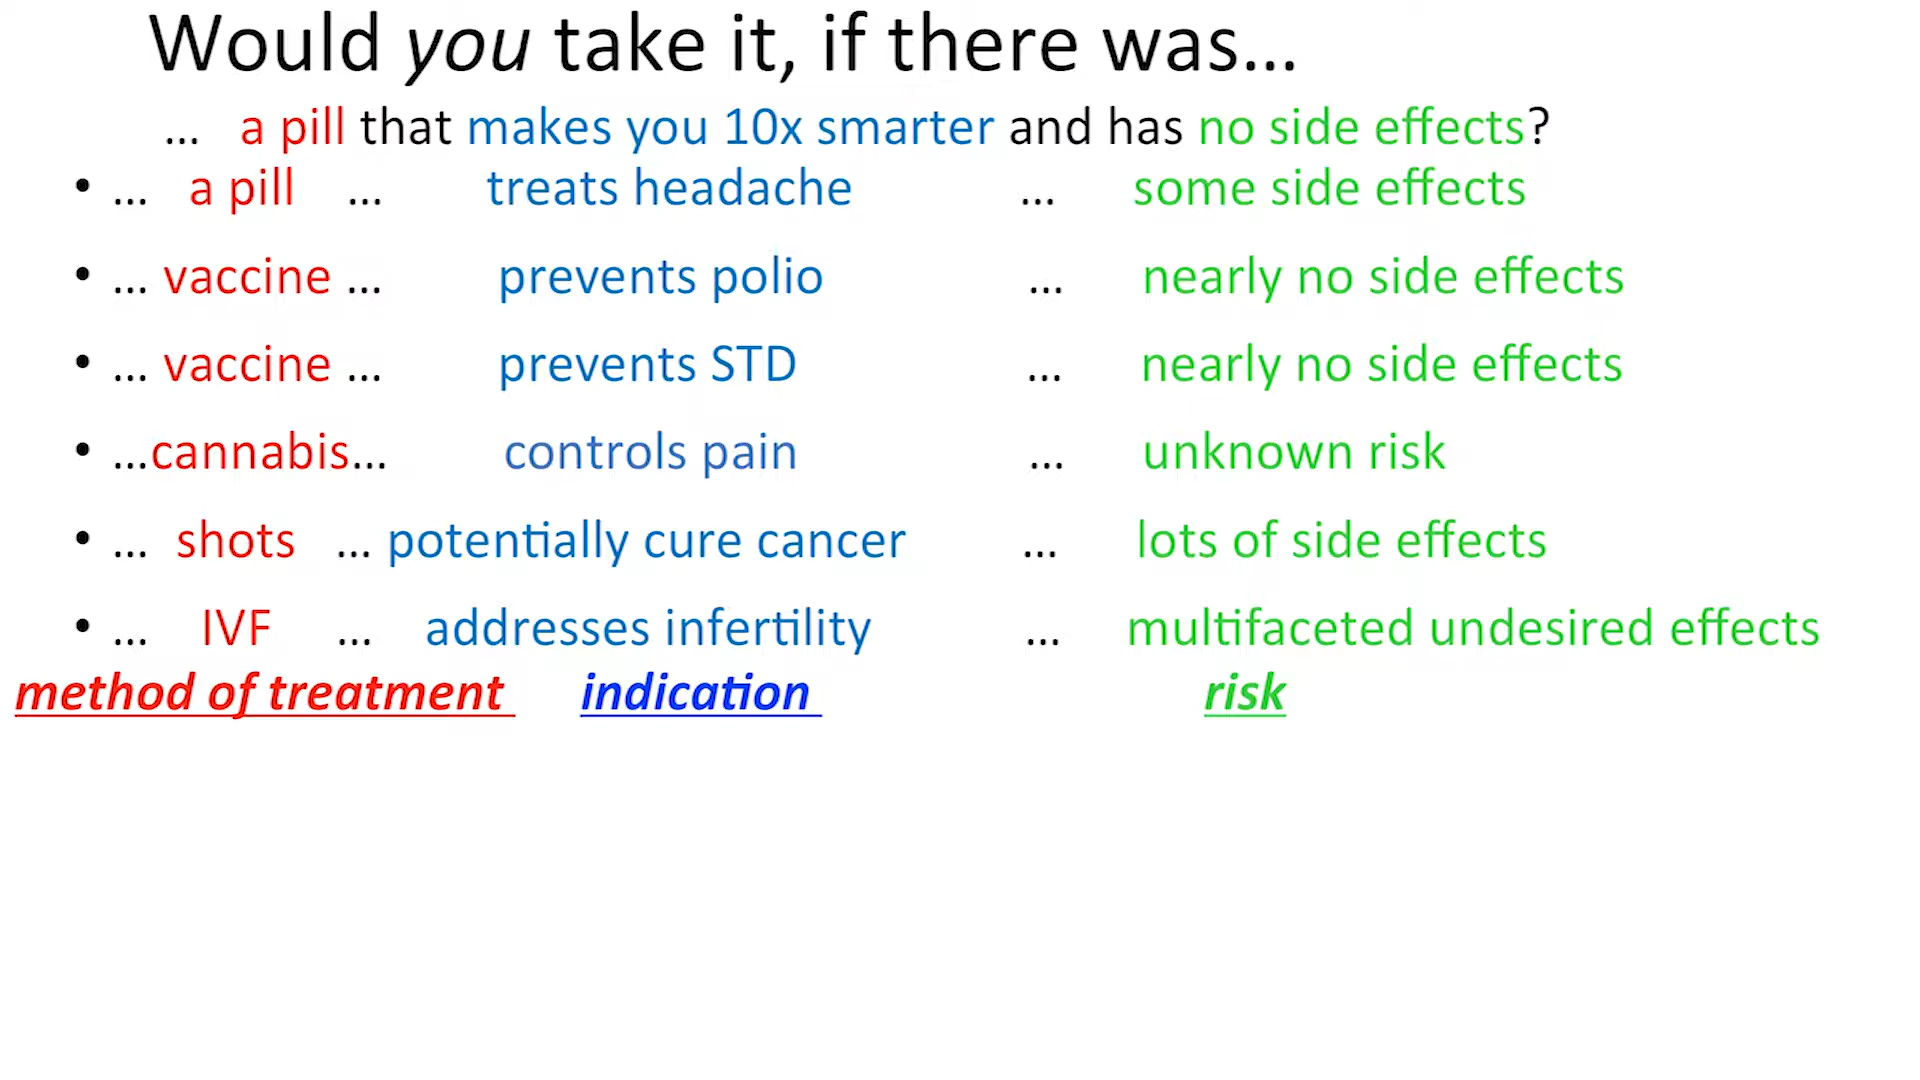 Would you take it, if there was...
... a pill that makes you 10x smarter and has no side effects?
• ... a pill ... treats headache ... some side effects
• ... vaccine ... prevents polio ... nearly no side effects
• ... vaccine ... prevents STD ... nearly no side effects
• ...cannabis... controls pain ... unknown risk
• ... shots ... potentially cure cancer ... lots of side effects
• ... IVF ... addresses infertility ... multifaceted undesired effects
method of treatment indication risk